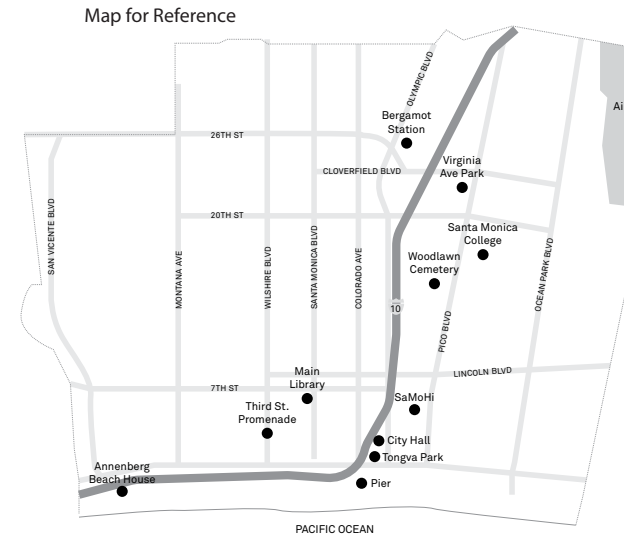 Map for Reference
OLYMPIC BLVD
Bergamot
Station
Ai
26TH ST
Virginia
Ave Park
CLOVERFIELD BLVD
SAN VICENTE BLVD
20TH ST
Santa Monica
College
MONTANA AVE
WILSHIRE BLVD
SANTA MONICA BLVD
COLORADO AVE
Woodlawn
Cemetery
OCEAN PARK BLVD
10
PICO BLVD
Main
Library
LINCOLN BLVD
7TH ST
SaMoHi
Third St.
Promenade
City Hall
Tongva Park
Annenberg
Beach House
Pier
PACIFIC OCEAN